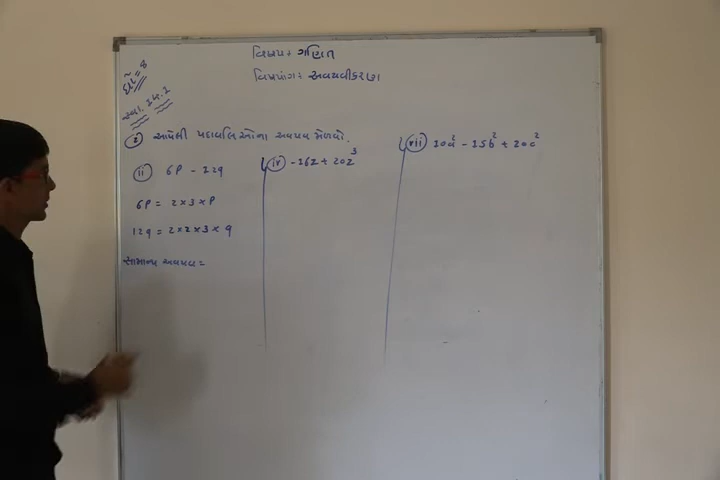 વિષય: ગણિત
વિષયાંગ: અવયવીકરણ
ધો = 8
સ્વા. 14.1
② આપેલી પદાવલિઓના અવયવ મેળવો.
(ii) 6P - 12q
6P = 2 × 3 × P
12q = 2 × 2 × 3 × q
સામાન્ય અવયવ =
(iv) -16z + 20z³
(vii) 10a² - 15b² + 20c²